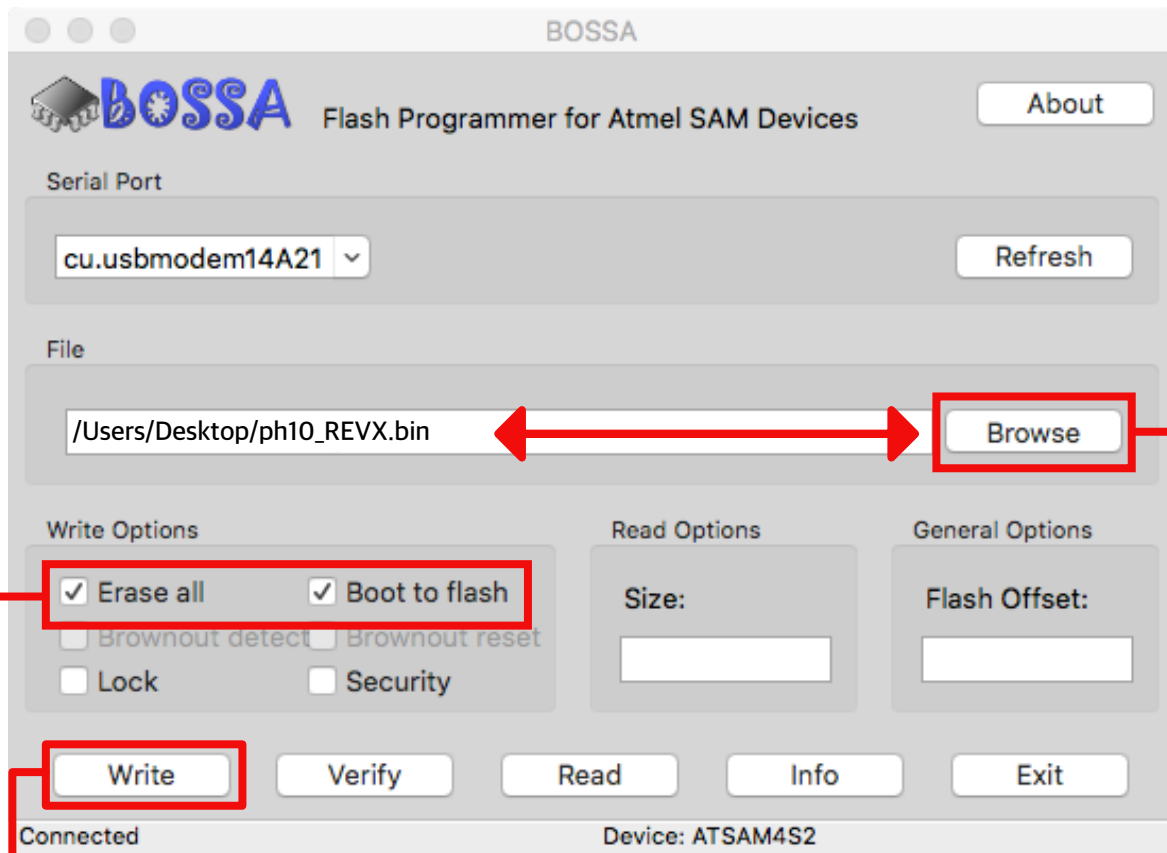 BOSSA
BOSSA Flash Programmer for Atmel SAM Devices About
Serial Port
cu.usbmodem14A21 Refresh
File
/Users/Desktop/ph10_REVX.bin Browse
Write Options Read Options General Options
Erase all Boot to flash Size: Flash Offset:
Brownout detect Brownout reset
Lock Security
Write Verify Read Info Exit
Connected Device: ATSAM4S2